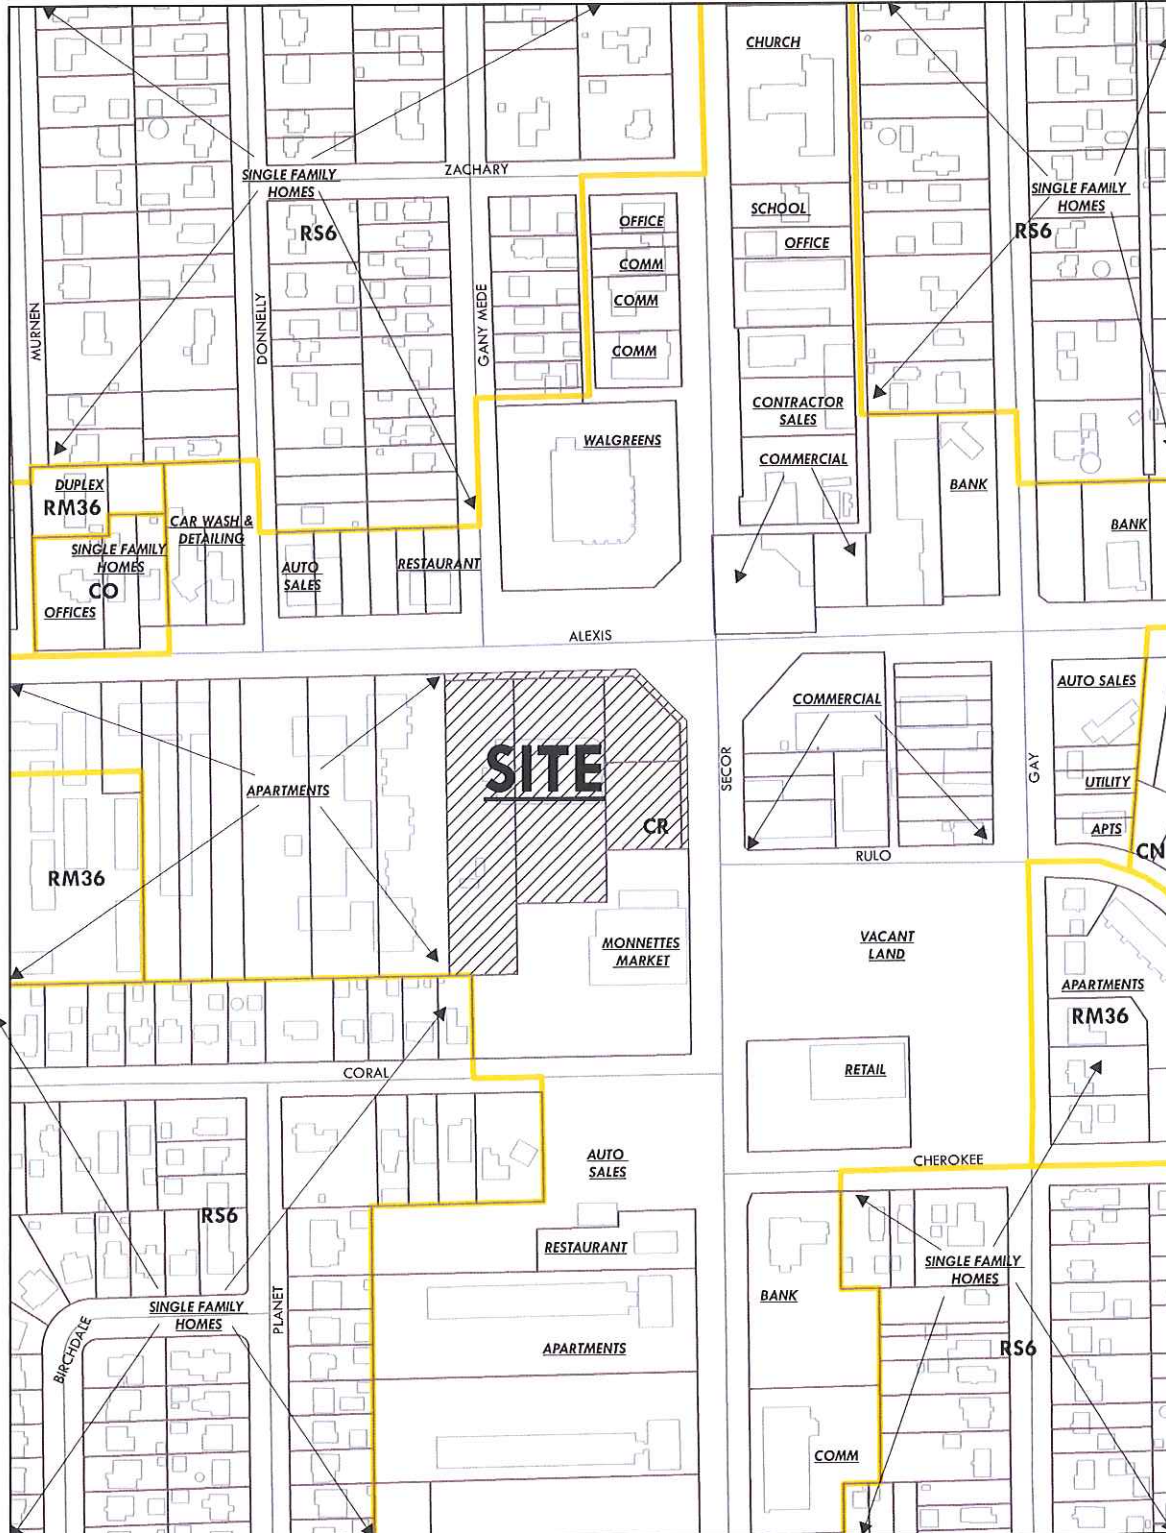 CHURCH
ZACHARY
SINGLE FAMILY
HOMES
RS6
SINGLE FAMILY
HOMES
RS6
SCHOOL
OFFICE
OFFICE
COMM
COMM
COMM
MURNEN
DONNELLY
GANY MEDE
CONTRACTOR
SALES
WALGREENS
COMMERCIAL
BANK
BANK
DUPLEX
RM36
CAR WASH &
DETAILING
SINGLE FAMILY
HOMES
CO
OFFICES
AUTO
SALES
RESTAURANT
ALEXIS
AUTO SALES
COMMERCIAL
SITE
SECOR
GAY
APARTMENTS
UTILITY
CR
APTS
CN
RULO
RM36
MONNETTES
MARKET
VACANT
LAND
APARTMENTS
RM36
CORAL
RETAIL
AUTO
SALES
CHEROKEE
RS6
RESTAURANT
SINGLE FAMILY
HOMES
BANK
SINGLE FAMILY
HOMES
PLANET
BIRCHDALE
APARTMENTS
RS6
COMM